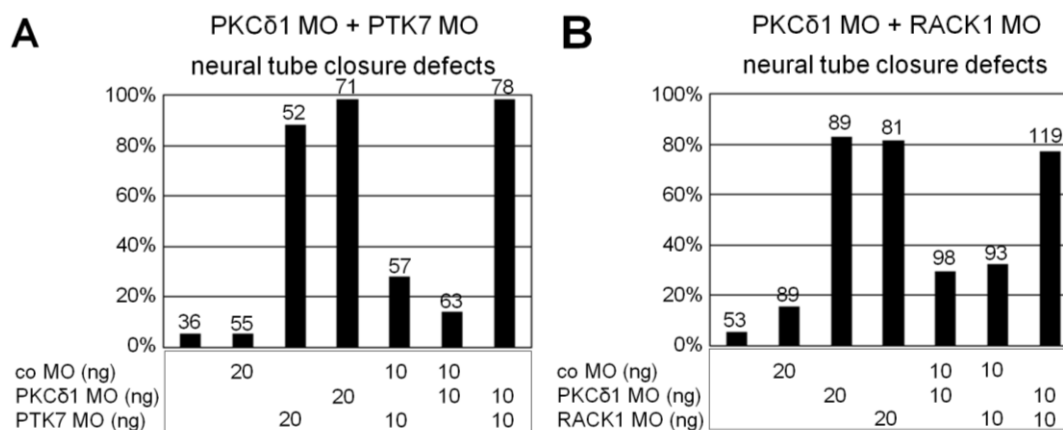 A
PKCδ1 MO + PTK7 MO
neural tube closure defects
100%
80%
60%
40%
20%
0%
36 55 52 71 57 63 78
co MO (ng) 20 10 10
PKCδ1 MO (ng) 20 10 10
PTK7 MO (ng) 20 10 10
B
PKCδ1 MO + RACK1 MO
neural tube closure defects
100%
80%
60%
40%
20%
0%
53 89 89 81 98 93 119
co MO (ng) 20 10 10
PKCδ1 MO (ng) 20 10 10
RACK1 MO (ng) 20 10 10